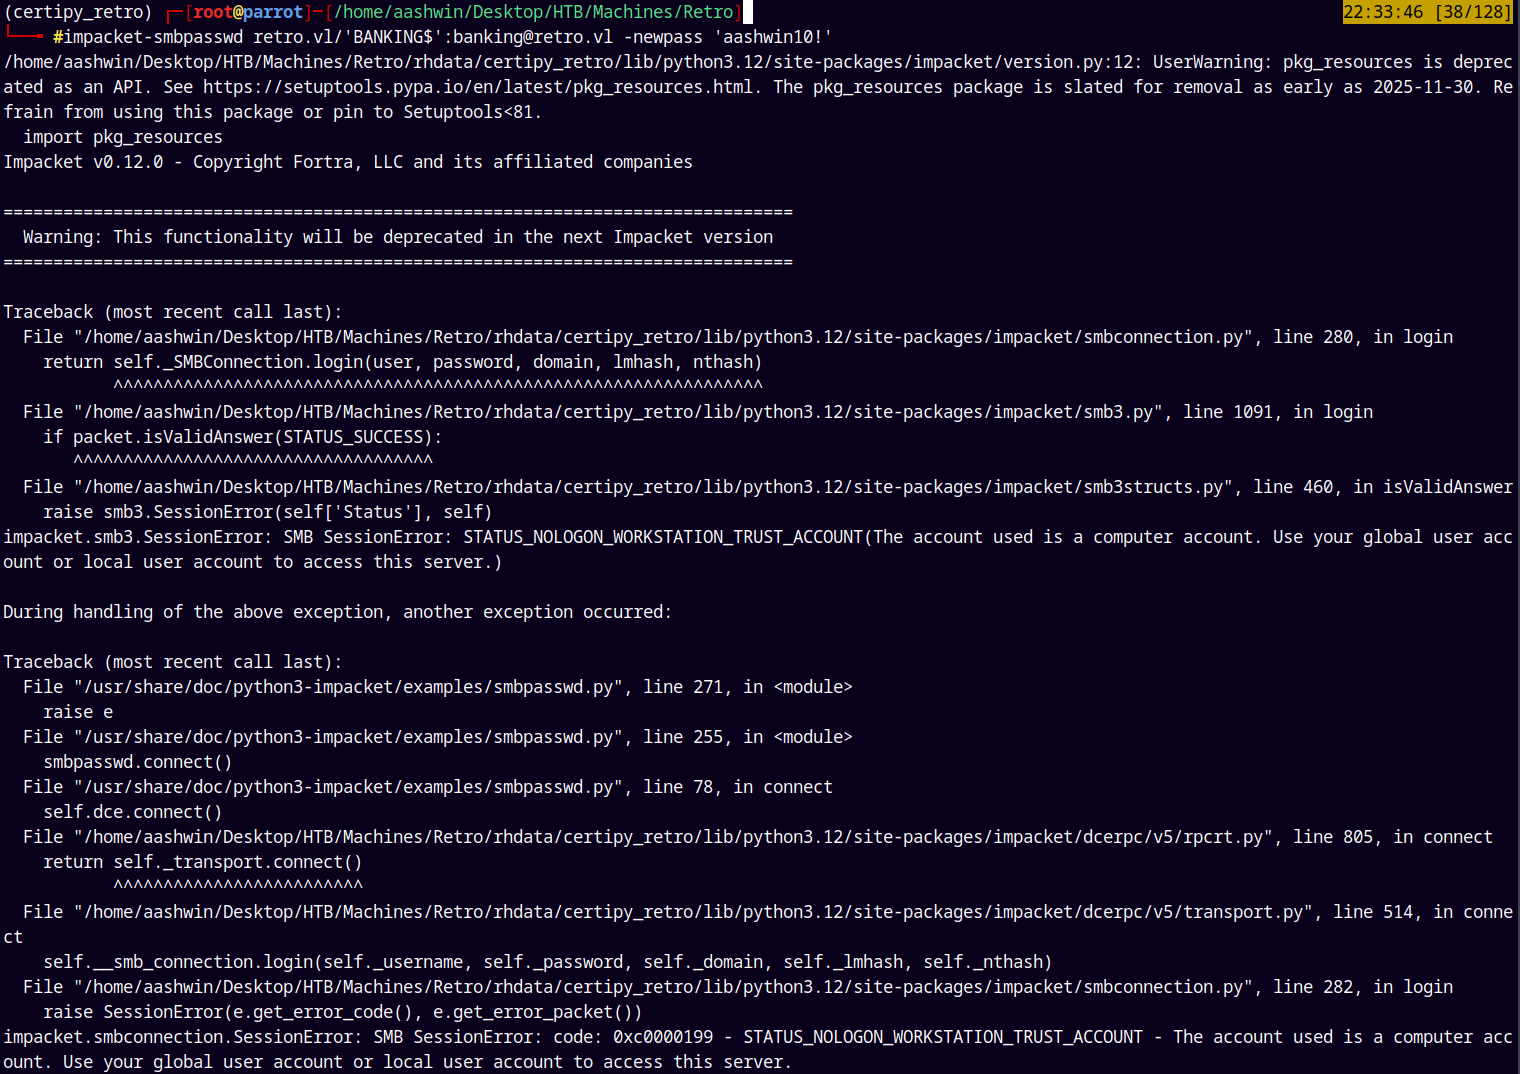 (certipy_retro) ┌─[root@parrot]─[/home/aashwin/Desktop/HTB/Machines/Retro] 22:33:46 [38/128]
└──╼ #impacket-smbpasswd retro.vl/'BANKING$':banking@retro.vl -newpass 'aashwin10!'
/home/aashwin/Desktop/HTB/Machines/Retro/rhdata/certipy_retro/lib/python3.12/site-packages/impacket/version.py:12: UserWarning: pkg_resources is deprec
ated as an API. See https://setuptools.pypa.io/en/latest/pkg_resources.html. The pkg_resources package is slated for removal as early as 2025-11-30. Re
frain from using this package or pin to Setuptools<81.
  import pkg_resources
Impacket v0.12.0 - Copyright Fortra, LLC and its affiliated companies

===============================================================================
  Warning: This functionality will be deprecated in the next Impacket version
===============================================================================

Traceback (most recent call last):
  File "/home/aashwin/Desktop/HTB/Machines/Retro/rhdata/certipy_retro/lib/python3.12/site-packages/impacket/smbconnection.py", line 280, in login
    return self._SMBConnection.login(user, password, domain, lmhash, nthash)
           ^^^^^^^^^^^^^^^^^^^^^^^^^^^^^^^^^^^^^^^^^^^^^^^^^^^^^^^^^^^^^^^^^
  File "/home/aashwin/Desktop/HTB/Machines/Retro/rhdata/certipy_retro/lib/python3.12/site-packages/impacket/smb3.py", line 1091, in login
    if packet.isValidAnswer(STATUS_SUCCESS):
       ^^^^^^^^^^^^^^^^^^^^^^^^^^^^^^^^^^^^
  File "/home/aashwin/Desktop/HTB/Machines/Retro/rhdata/certipy_retro/lib/python3.12/site-packages/impacket/smb3structs.py", line 460, in isValidAnswer
    raise smb3.SessionError(self['Status'], self)
impacket.smb3.SessionError: SMB SessionError: STATUS_NOLOGON_WORKSTATION_TRUST_ACCOUNT(The account used is a computer account. Use your global user acc
ount or local user account to access this server.)

During handling of the above exception, another exception occurred:

Traceback (most recent call last):
  File "/usr/share/doc/python3-impacket/examples/smbpasswd.py", line 271, in <module>
    raise e
  File "/usr/share/doc/python3-impacket/examples/smbpasswd.py", line 255, in <module>
    smbpasswd.connect()
  File "/usr/share/doc/python3-impacket/examples/smbpasswd.py", line 78, in connect
    self.dce.connect()
  File "/home/aashwin/Desktop/HTB/Machines/Retro/rhdata/certipy_retro/lib/python3.12/site-packages/impacket/dcerpc/v5/rpcrt.py", line 805, in connect
    return self._transport.connect()
           ^^^^^^^^^^^^^^^^^^^^^^^^^
  File "/home/aashwin/Desktop/HTB/Machines/Retro/rhdata/certipy_retro/lib/python3.12/site-packages/impacket/dcerpc/v5/transport.py", line 514, in conne
ct
    self.__smb_connection.login(self._username, self._password, self._domain, self._lmhash, self._nthash)
  File "/home/aashwin/Desktop/HTB/Machines/Retro/rhdata/certipy_retro/lib/python3.12/site-packages/impacket/smbconnection.py", line 282, in login
    raise SessionError(e.get_error_code(), e.get_error_packet())
impacket.smbconnection.SessionError: SMB SessionError: code: 0xc0000199 - STATUS_NOLOGON_WORKSTATION_TRUST_ACCOUNT - The account used is a computer acc
ount. Use your global user account or local user account to access this server.